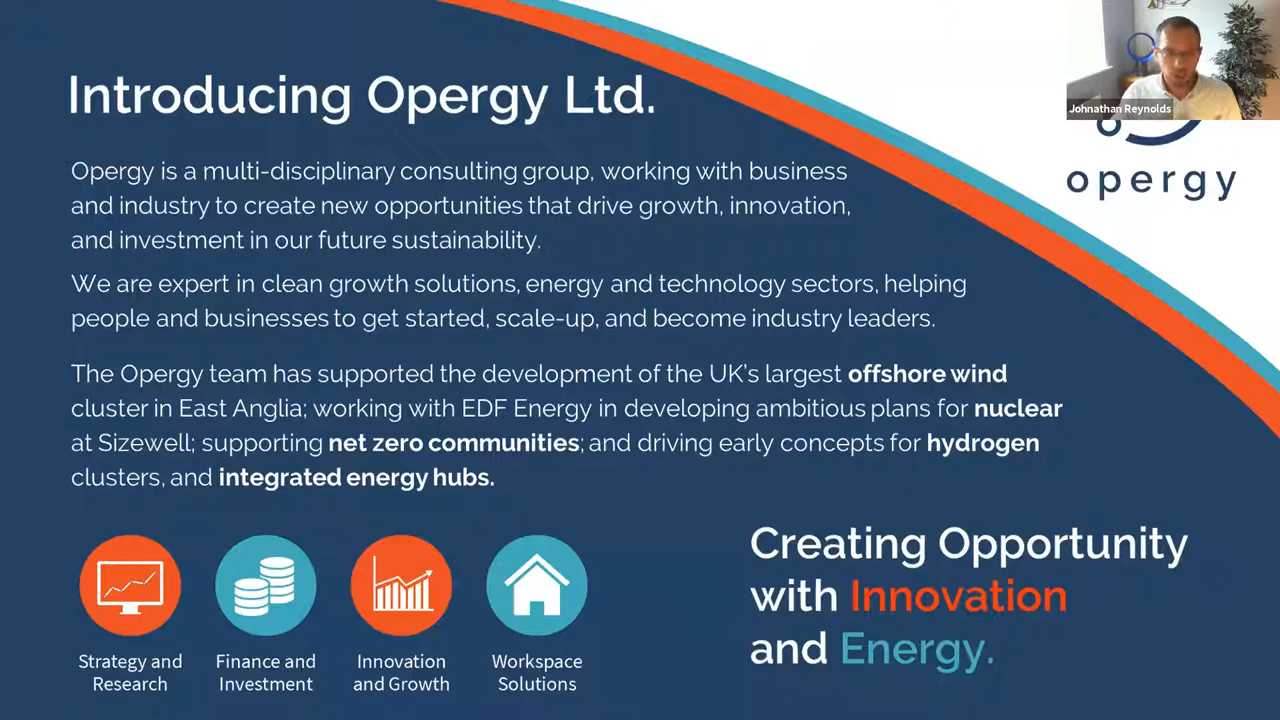 Introducing Opergy Ltd.
Johnathan Reynolds
opergy
Opergy is a multi-disciplinary consulting group, working with business
and industry to create new opportunities that drive growth, innovation,
and investment in our future sustainability.
We are expert in clean growth solutions, energy and technology sectors, helping
people and businesses to get started, scale-up, and become industry leaders.
The Opergy team has supported the development of the UK's largest offshore wind
cluster in East Anglia; working with EDF Energy in developing ambitious plans for nuclear
at Sizewell; supporting net zero communities; and driving early concepts for hydrogen
clusters, and integrated energy hubs.
Strategy and
Research
Finance and
Investment
Innovation
and Growth
Workspace
Solutions
Creating Opportunity
with Innovation
and Energy.